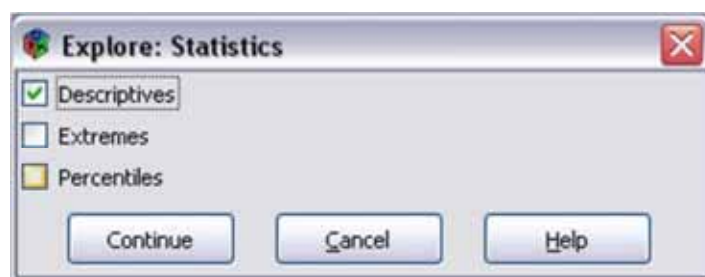 Explore: Statistics
Descriptives
Extremes
Percentiles
Continue Cancel Help